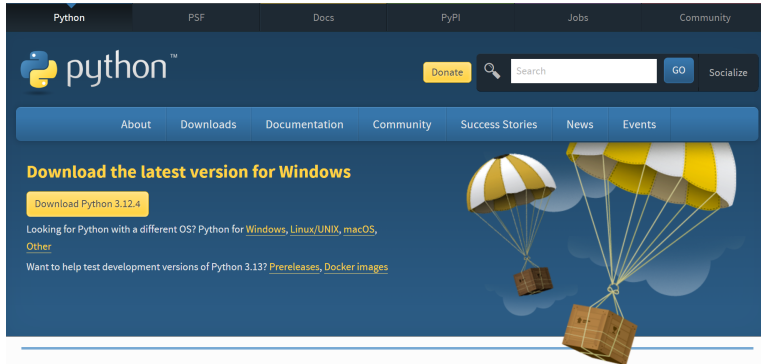 Python PSF Docs PyPI Jobs Community
python™
Donate Search GO Socialize
About Downloads Documentation Community Success Stories News Events
Download the latest version for Windows
Download Python 3.12.4
Looking for Python with a different OS? Python for Windows, Linux/UNIX, macOS,
Other
Want to help test development versions of Python 3.13? Prereleases, Docker images